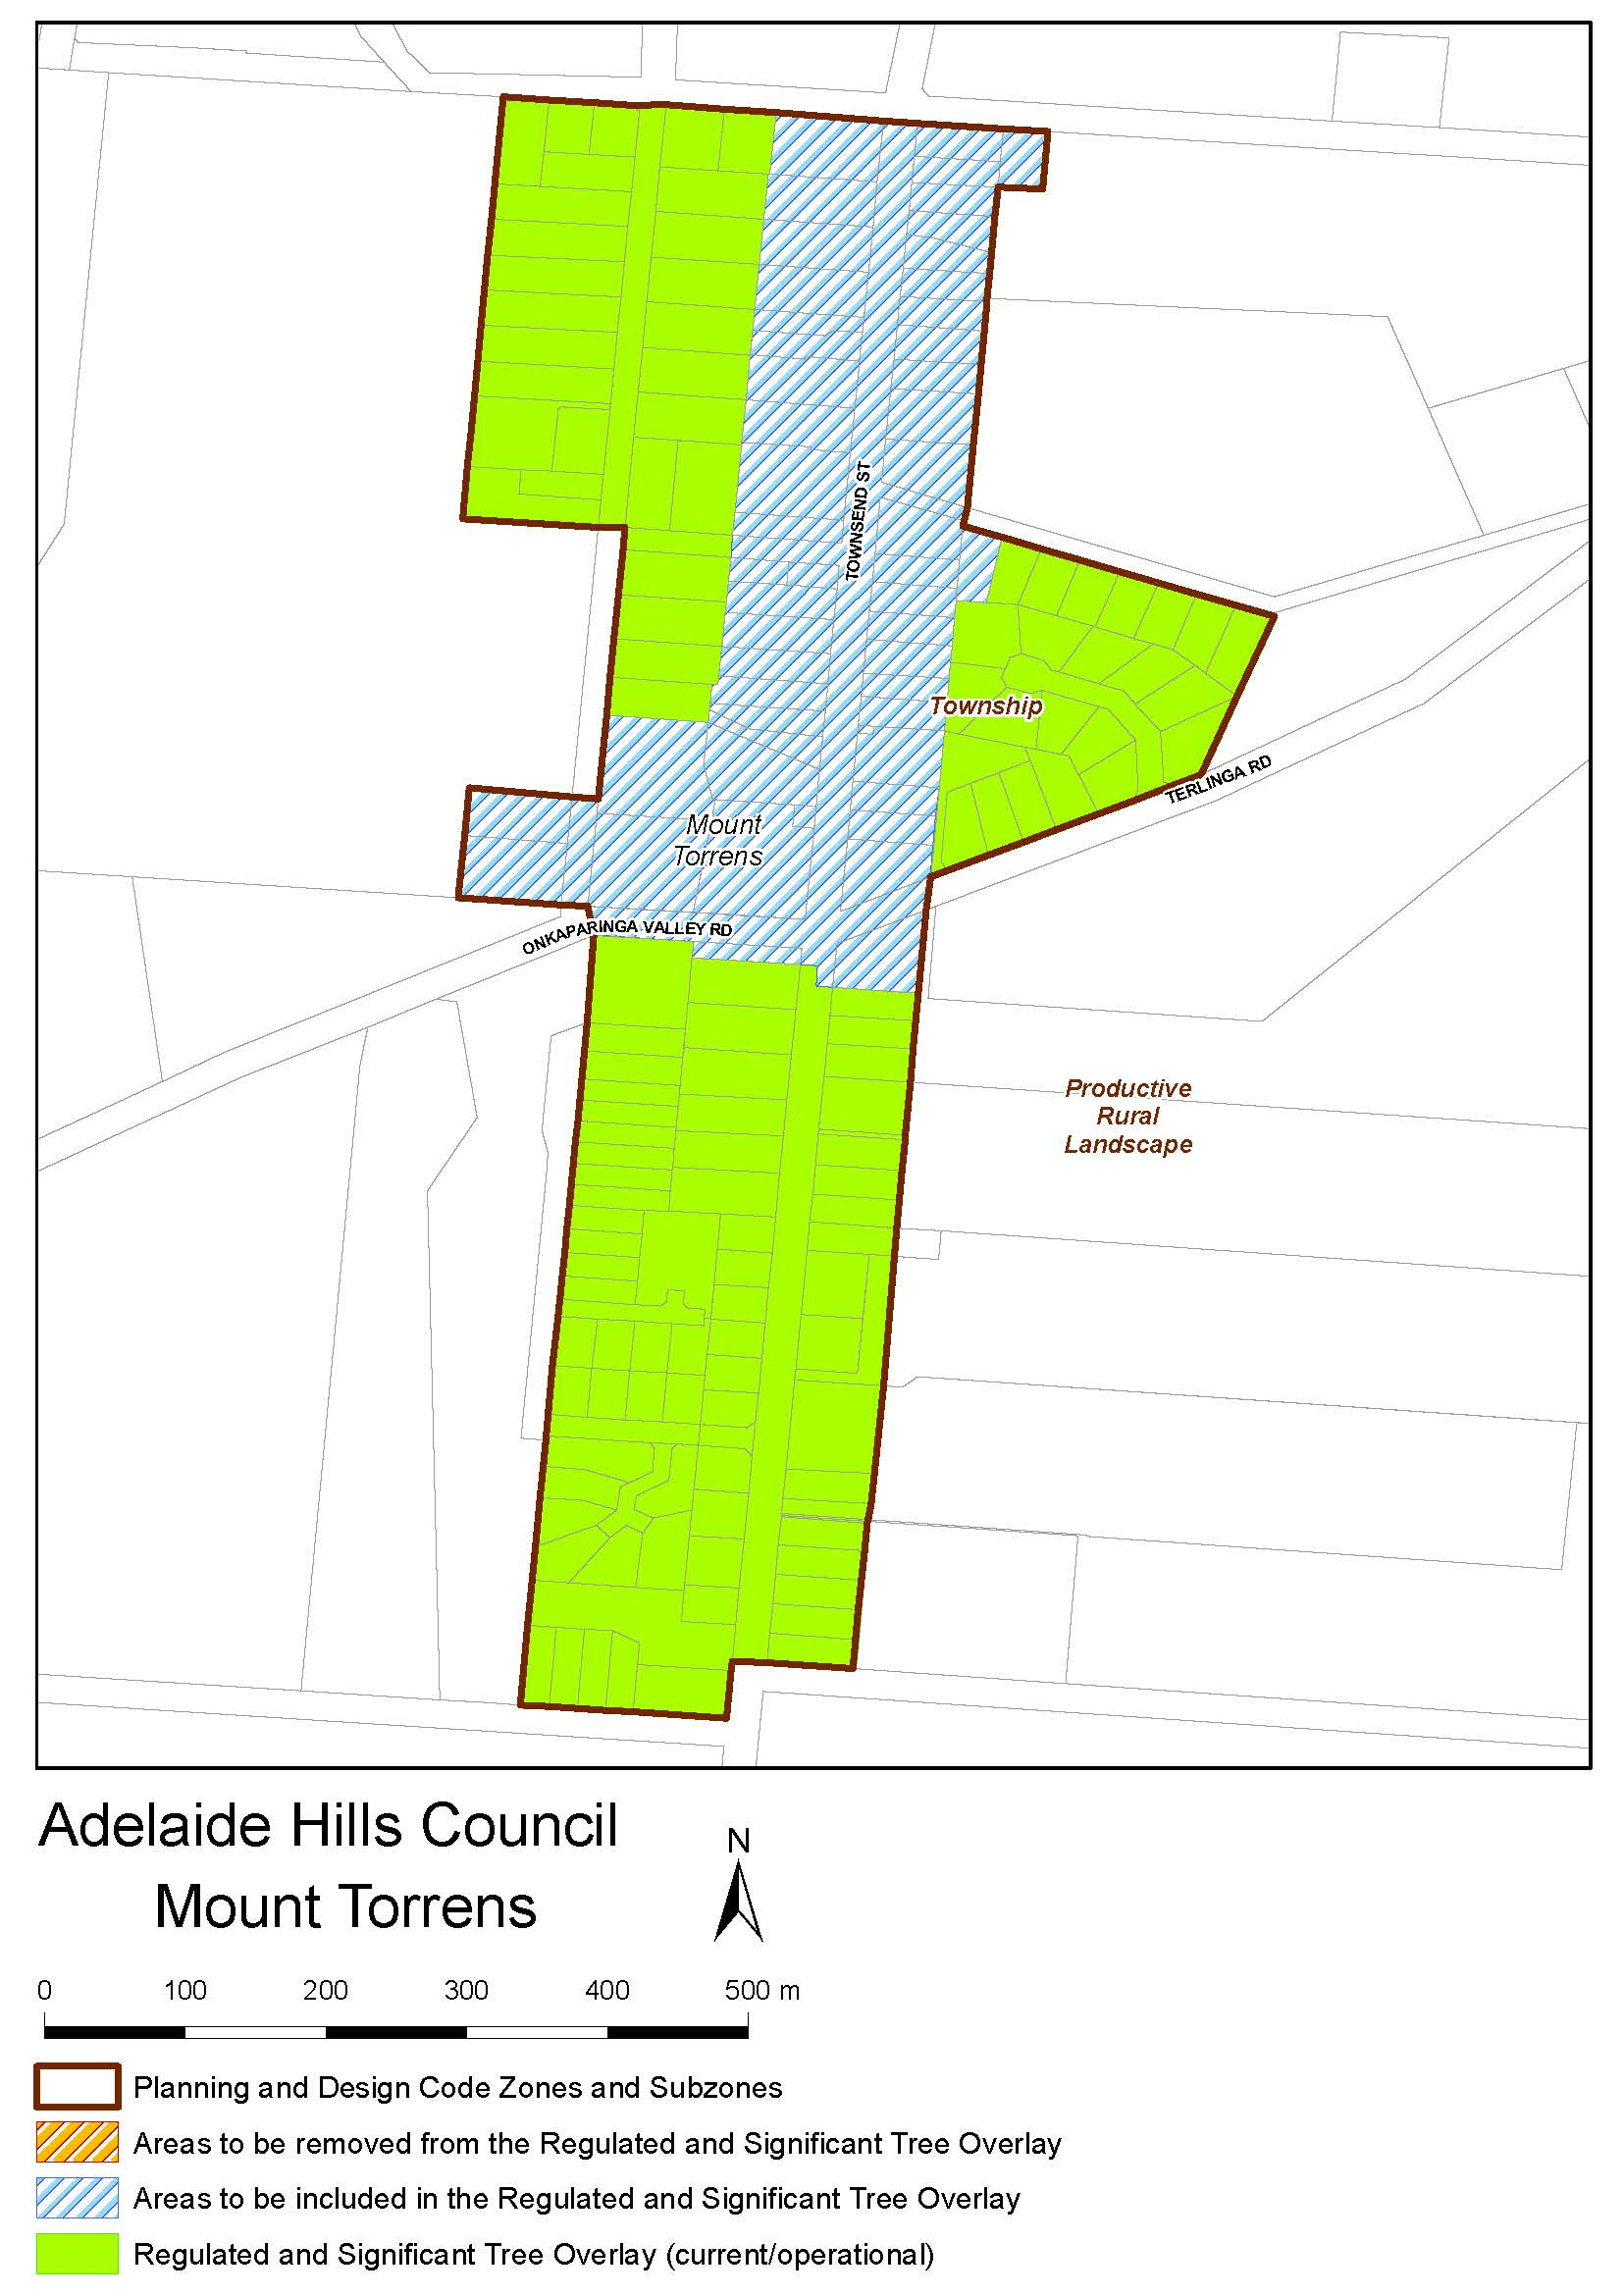 TOWNSEND ST
Township
TERLINGA RD
Mount
Torrens
ONKAPARINGA VALLEY RD
Productive
Rural
Landscape
Adelaide Hills Council
Mount Torrens
N
0 100 200 300 400 500 m
Planning and Design Code Zones and Subzones
Areas to be removed from the Regulated and Significant Tree Overlay
Areas to be included in the Regulated and Significant Tree Overlay
Regulated and Significant Tree Overlay (current/operational)